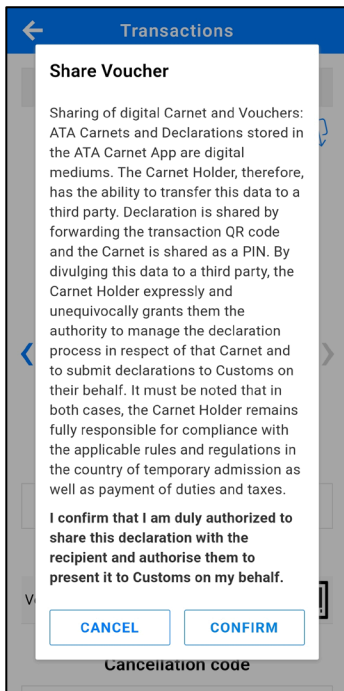 Transactions
Share Voucher
Sharing of digital Carnet and Vouchers:
ATA Carnets and Declarations stored in
the ATA Carnet App are digital
mediums. The Carnet Holder, therefore,
has the ability to transfer this data to a
third party. Declaration is shared by
forwarding the transaction QR code
and the Carnet is shared as a PIN. By
divulging this data to a third party, the
Carnet Holder expressly and
unequivocally grants them the
authority to manage the declaration
process in respect of that Carnet and
to submit declarations to Customs on
their behalf. It must be noted that in
both cases, the Carnet Holder remains
fully responsible for compliance with
the applicable rules and regulations in
the country of temporary admission as
well as payment of duties and taxes.
I confirm that I am duly authorized to
share this declaration with the
recipient and authorise them to
present it to Customs on my behalf.
CANCEL CONFIRM
Cancellation code